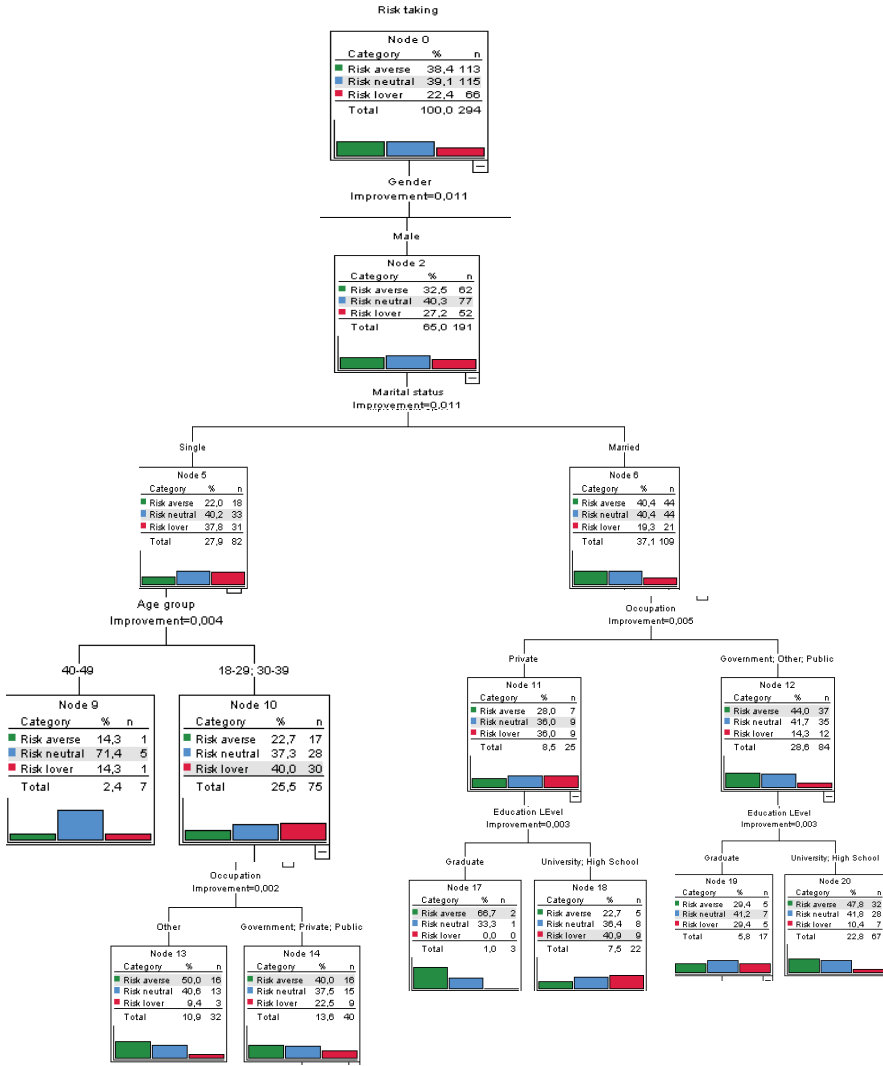 Risk taking
Node 0
Category % n
Risk averse 38,4 113
Risk neutral 39,1 115
Risk lover 22,4 66
Total 100,0 294
Gender
Improvement=0,011
Male
Node 2
Category % n
Risk averse 32,5 62
Risk neutral 40,3 77
Risk lover 27,2 52
Total 65,0 191
Marital status
Improvement=0,011
Single
Node 5
Category % n
Risk averse 22,0 18
Risk neutral 40,2 33
Risk lover 37,8 31
Total 27,9 82
Married
Node 6
Category % n
Risk averse 40,4 44
Risk neutral 40,4 44
Risk lover 19,3 21
Total 37,1 109
Age group
Improvement=0,004
40-49
Node 9
Category % n
Risk averse 14,3 1
Risk neutral 71,4 5
Risk lover 14,3 1
Total 2,4 7
18-29; 30-39
Node 10
Category % n
Risk averse 22,7 17
Risk neutral 37,3 28
Risk lover 40,0 30
Total 25,5 75
Occupation
Improvement=0,005
Private
Node 11
Category % n
Risk averse 28,0 7
Risk neutral 36,0 9
Risk lover 36,0 9
Total 8,5 25
Government; Other; Public
Node 12
Category % n
Risk averse 44,0 37
Risk neutral 41,7 35
Risk lover 14,3 12
Total 28,6 84
Occupation
Improvement=0,002
Other
Node 13
Category % n
Risk averse 50,0 16
Risk neutral 40,6 13
Risk lover 9,4 3
Total 10,9 32
Government; Private; Public
Node 14
Category % n
Risk averse 40,0 16
Risk neutral 37,5 15
Risk lover 22,5 9
Total 13,6 40
Education LEvel
Improvement=0,003
Graduate
Node 17
Category % n
Risk averse 66,7 2
Risk neutral 33,3 1
Risk lover 0,0 0
Total 1,0 3
University; High School
Node 18
Category % n
Risk averse 22,7 5
Risk neutral 36,4 8
Risk lover 40,9 9
Total 7,5 22
Education LEvel
Improvement=0,003
Graduate
Node 19
Category % n
Risk averse 29,4 5
Risk neutral 41,2 7
Risk lover 29,4 5
Total 5,8 17
University; High School
Node 20
Category % n
Risk averse 47,8 32
Risk neutral 41,8 28
Risk lover 10,4 7
Total 22,8 67